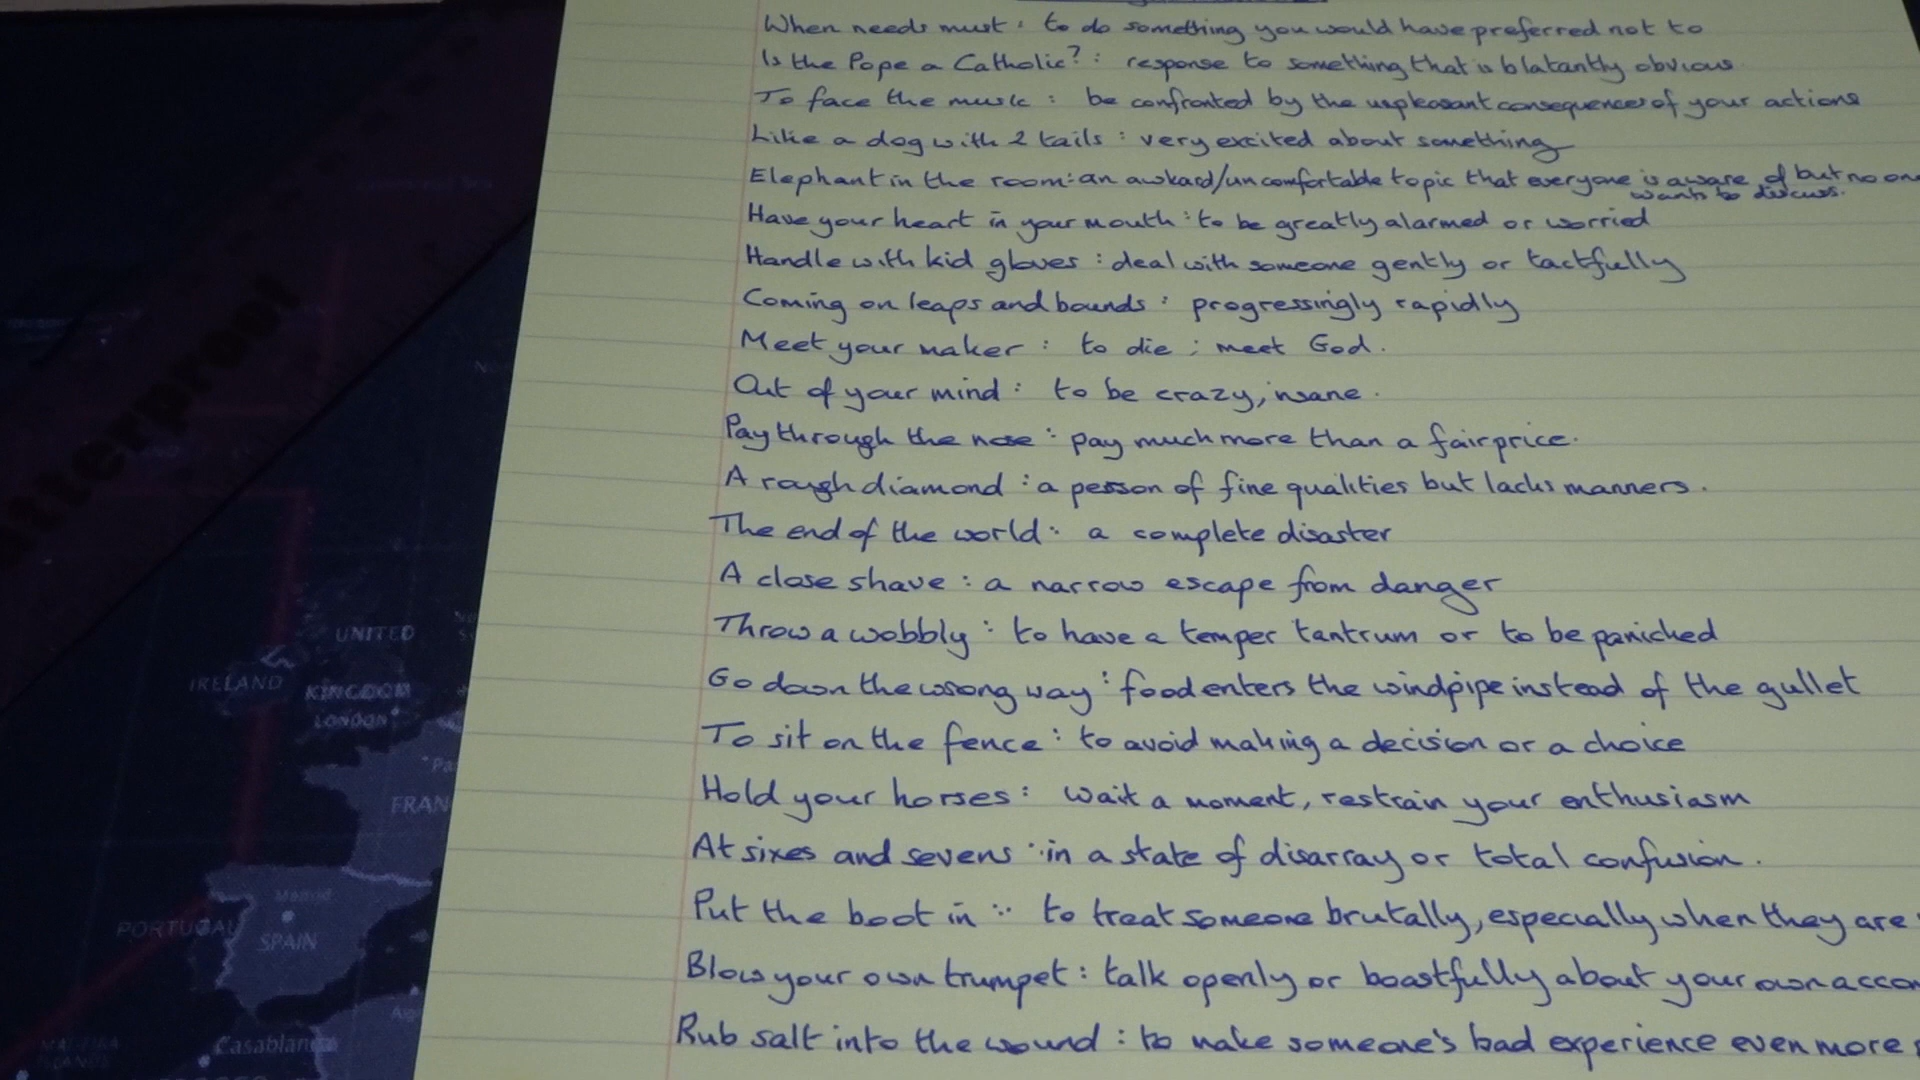 When needs must : to do something you would have preferred not to
Is the Pope a Catholic? : response to something that is blatantly obvious
To face the music : be confronted by the unpleasant consequences of your actions
Like a dog with 2 tails : very excited about something
Elephant in the room : an awkard/uncomfortable topic that everyone is aware of but no one
wants to discuss.
Have your heart in your mouth : to be greatly alarmed or worried
Handle with kid gloves : deal with someone gently or tactfully
Coming on leaps and bounds : progressingly rapidly
Meet your maker : to die ; meet God.
Out of your mind : to be crazy, insane.
Pay through the nose : pay much more than a fair price.
A rough diamond : a person of fine qualities but lacks manners.
The end of the world : a complete disaster
A close shave : a narrow escape from danger
Throw a wobbly : to have a temper tantrum or to be panicked
Go down the wrong way : food enters the windpipe instead of the gullet
To sit on the fence : to avoid making a decision or a choice
Hold your horses : wait a moment, restrain your enthusiasm
At sixes and sevens : in a state of disarray or total confusion.
Put the boot in : to treat someone brutally, especially when they are
Blow your own trumpet : talk openly or boastfully about your own acco
Rub salt into the wound : to make someone's bad experience even more
UNITED
KINGDOM
IRELAND
LONDON
FRAN
Madrid
PORTUGAL
SPAIN
Casablan